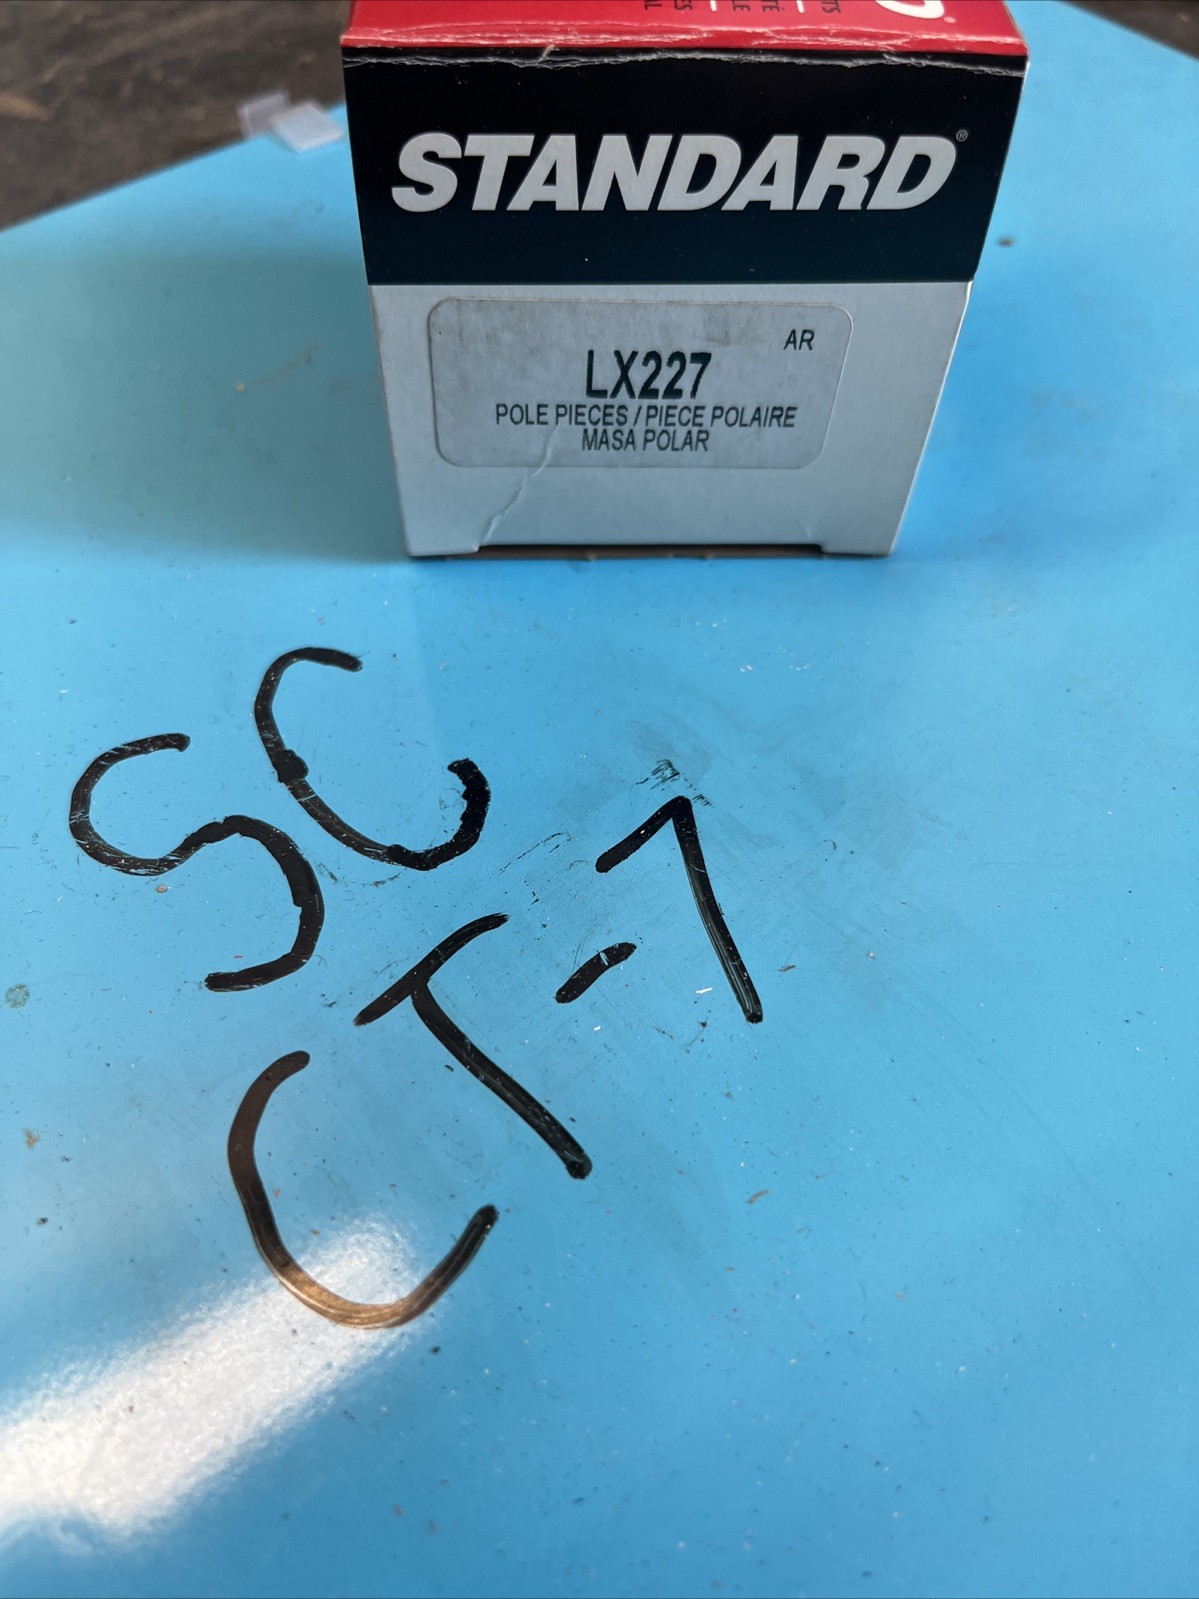 STANDARD®
AR
LX227
POLE PIECES / PIECE POLAIRE
MASA POLAR
SC
CT-7